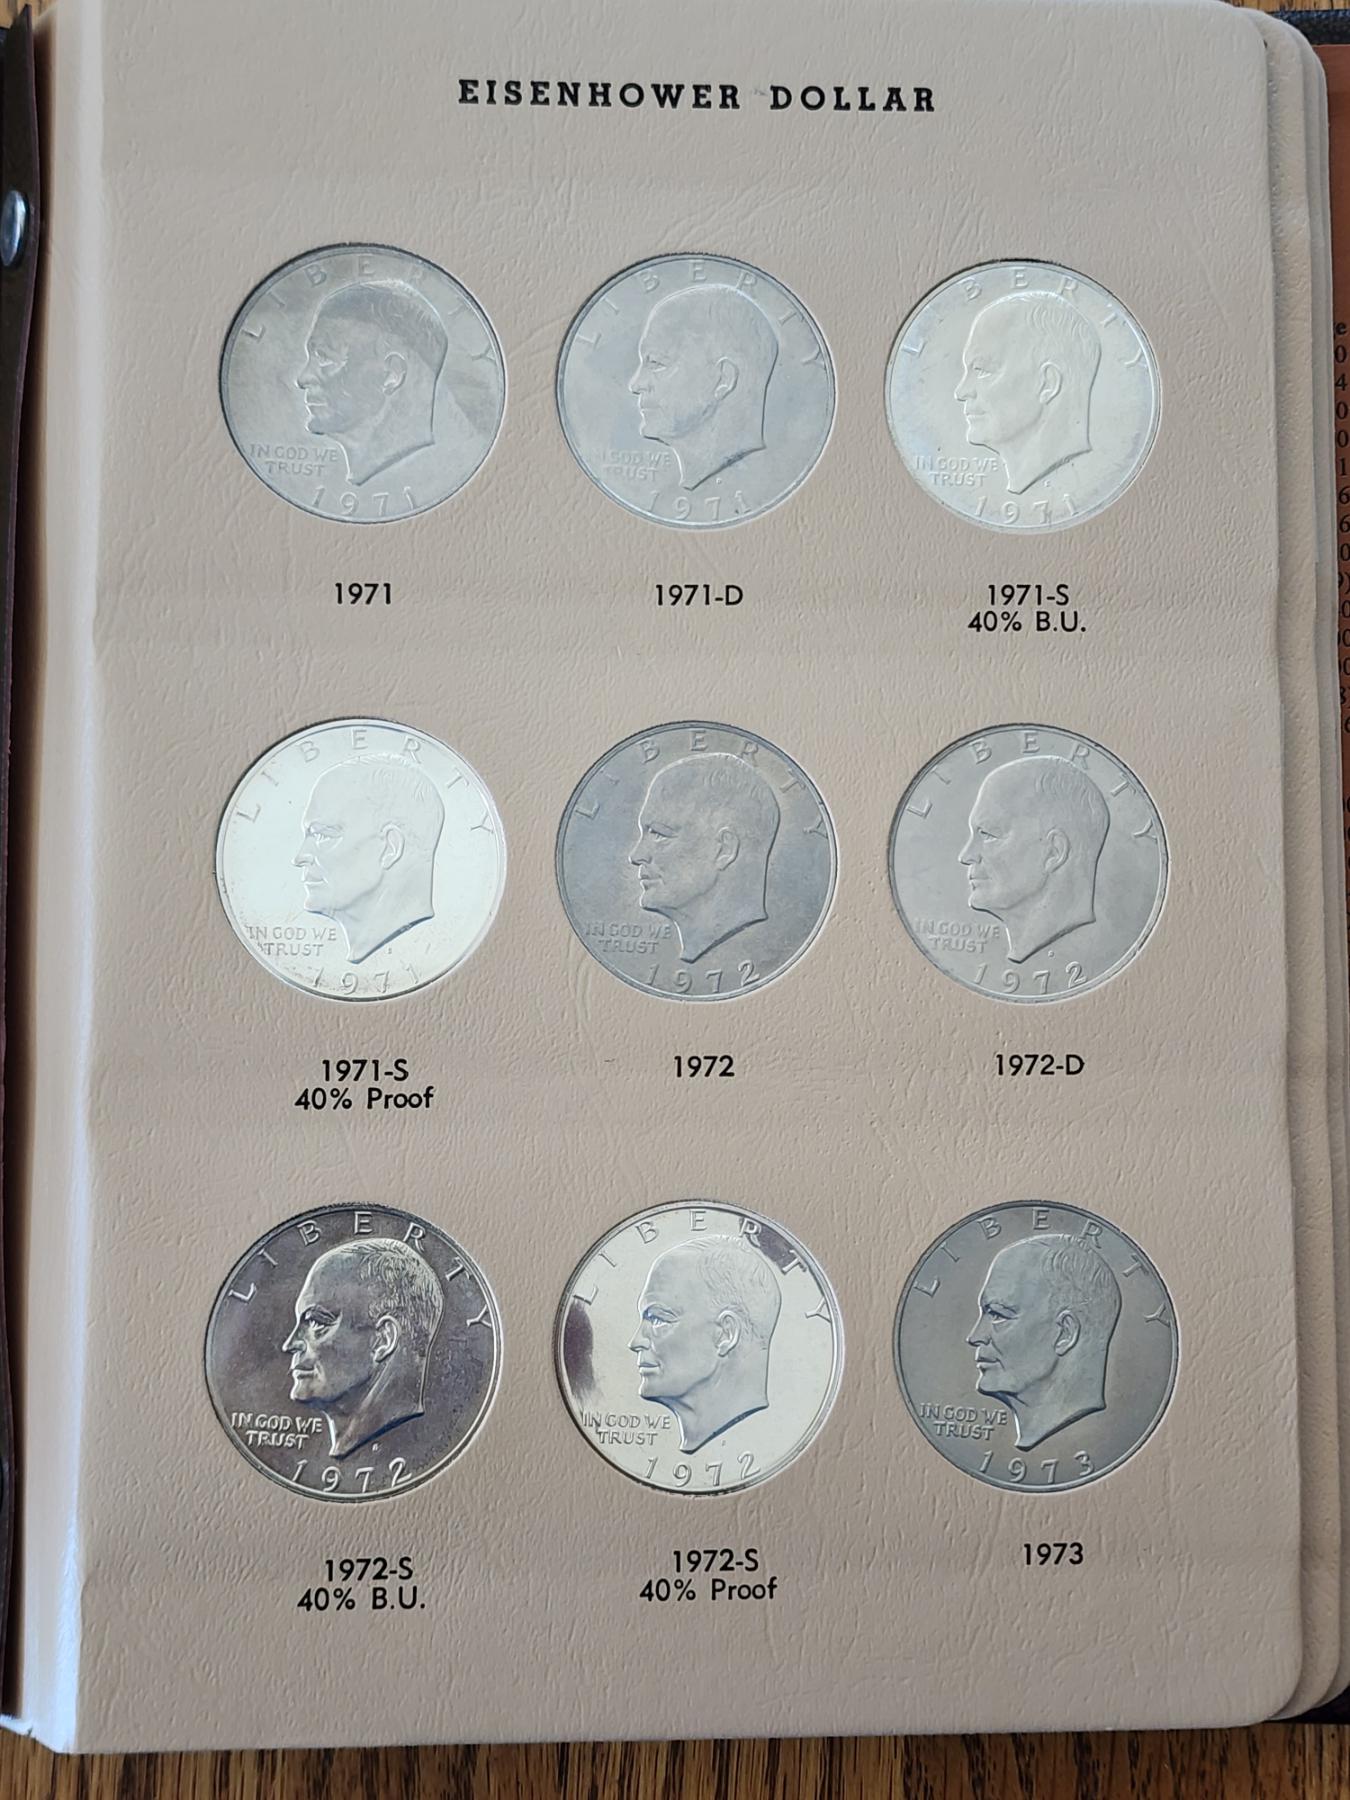 EISENHOWER DOLLAR
LIBERTY
IN GOD WE
TRUST
1971
LIBERTY
IN GOD WE
TRUST
D
1971
LIBERTY
IN GOD WE
TRUST
S
1971
1971
1971-D
1971-S
40% B.U.
LIBERTY
IN GOD WE
TRUST
S
1971
LIBERTY
IN GOD WE
TRUST
1972
LIBERTY
IN GOD WE
TRUST
D
1972
1971-S
40% Proof
1972
1972-D
LIBERTY
IN GOD WE
TRUST
S
1972
LIBERTY
IN GOD WE
TRUST
S
1972
LIBERTY
IN GOD WE
TRUST
1973
1972-S
40% B.U.
1972-S
40% Proof
1973